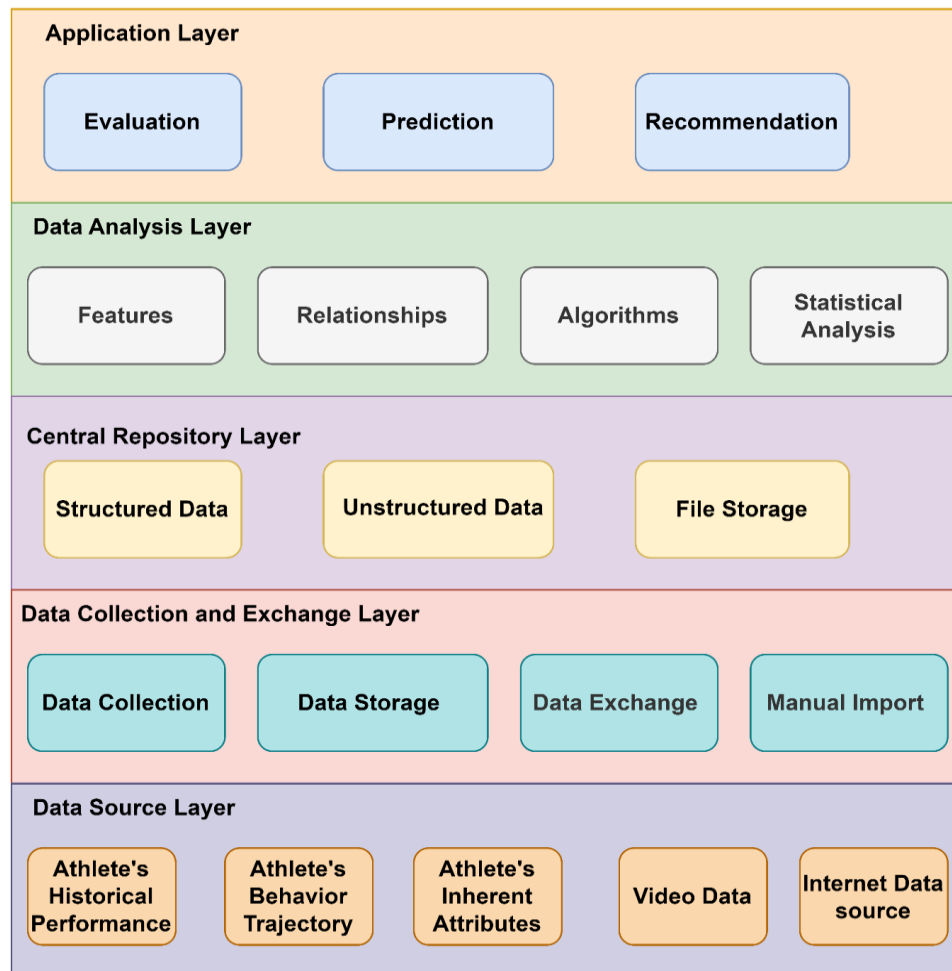 Application Layer
Evaluation
Prediction
Recommendation
Data Analysis Layer
Features
Relationships
Algorithms
Statistical
Analysis
Central Repository Layer
Structured Data
Unstructured Data
File Storage
Data Collection and Exchange Layer
Data Collection
Data Storage
Data Exchange
Manual Import
Data Source Layer
Athlete's
Historical
Performance
Athlete's
Behavior
Trajectory
Athlete's
Inherent
Attributes
Video Data
Internet Data
source